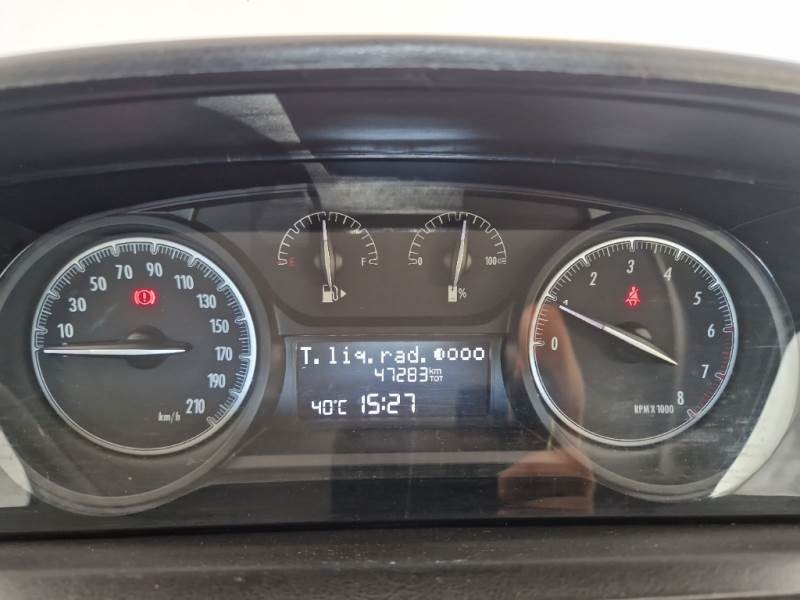 10 30 50 70 90 110 130 150 170 190 210
km/h
E F
%
0 100
0 1 2 3 4 5 6 7 8
RPM X 1000
T. liq. rad.
47283 km TOT
40°C 15:27